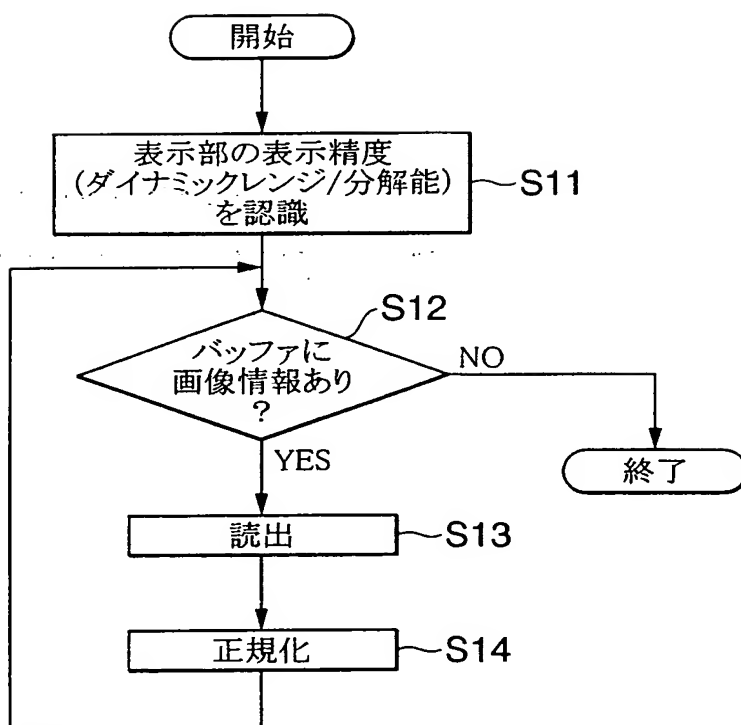 開始
表示部の表示精度
(ダイナミックレンジ/分解能)
を認識
S11
S12
バッファに
画像情報あり
?
NO
YES
終了
読出
S13
正規化
S14